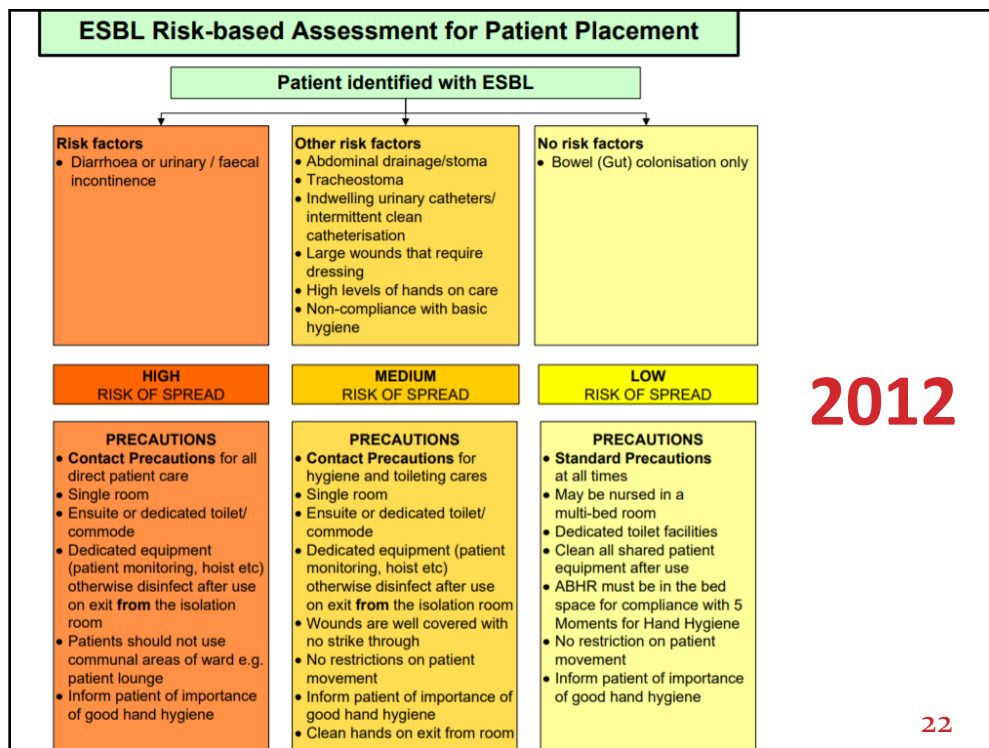 ESBL Risk-based Assessment for Patient Placement
Patient identified with ESBL
Risk factors
• Diarrhoea or urinary / faecal
incontinence
Other risk factors
• Abdominal drainage/stoma
• Tracheostoma
• Indwelling urinary catheters/
intermittent clean
catheterisation
• Large wounds that require
dressing
• High levels of hands on care
• Non-compliance with basic
hygiene
No risk factors
• Bowel (Gut) colonisation only
HIGH
RISK OF SPREAD
MEDIUM
RISK OF SPREAD
LOW
RISK OF SPREAD
2012
PRECAUTIONS
• Contact Precautions for all
direct patient care
• Single room
• Ensuite or dedicated toilet/
commode
• Dedicated equipment
(patient monitoring, hoist etc)
otherwise disinfect after use
on exit from the isolation
room
• Patients should not use
communal areas of ward e.g.
patient lounge
• Inform patient of importance
of good hand hygiene
PRECAUTIONS
• Contact Precautions for
hygiene and toileting cares
• Single room
• Ensuite or dedicated toilet/
commode
• Dedicated equipment (patient
monitoring, hoist etc)
otherwise disinfect after use
on exit from the isolation room
• Wounds are well covered with
no strike through
• No restrictions on patient
movement
• Inform patient of importance of
good hand hygiene
• Clean hands on exit from room
PRECAUTIONS
• Standard Precautions
at all times
• May be nursed in a
multi-bed room
• Dedicated toilet facilities
• Clean all shared patient
equipment after use
• ABHR must be in the bed
space for compliance with 5
Moments for Hand Hygiene
• No restriction on patient
movement
• Inform patient of importance
of good hand hygiene
22